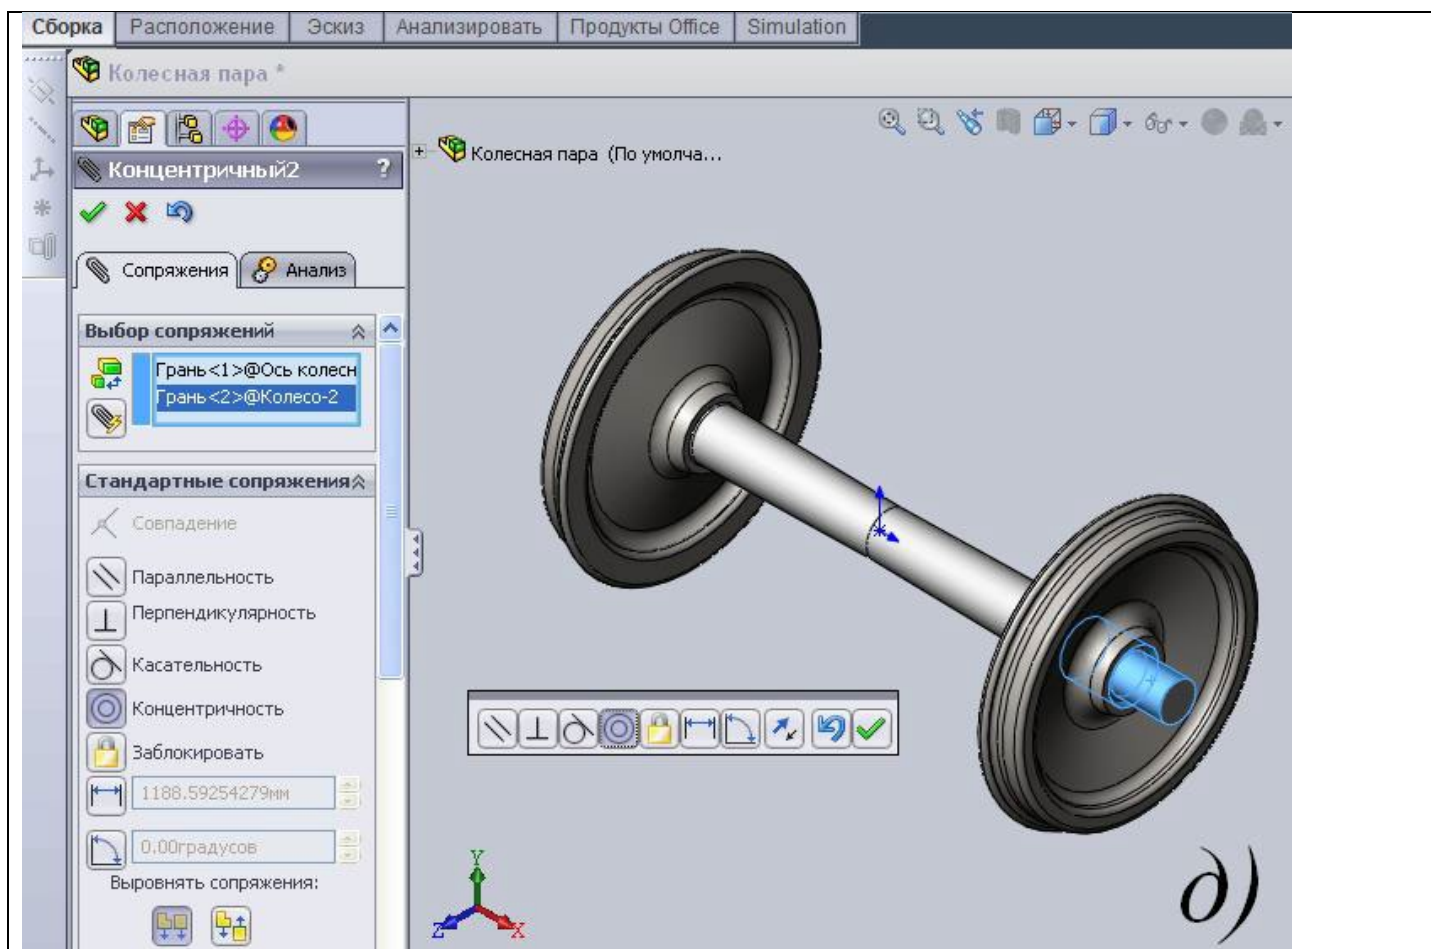 Сборка Расположение Эскиз Анализировать Продукты Office Simulation
Колесная пара *
Колесная пара (По умолча...
Концентричный2 ?
Сопряжения Анализ
Выбор сопряжений
Грань<1>@Ось колесн
Грань<2>@Колесо-2
Стандартные сопряжения
Совпадение
Параллельность
Перпендикулярность
Касательность
Концентричность
Заблокировать
1188.59254279мм
0.00градусов
Выровнять сопряжения:
Y
Z X
д)